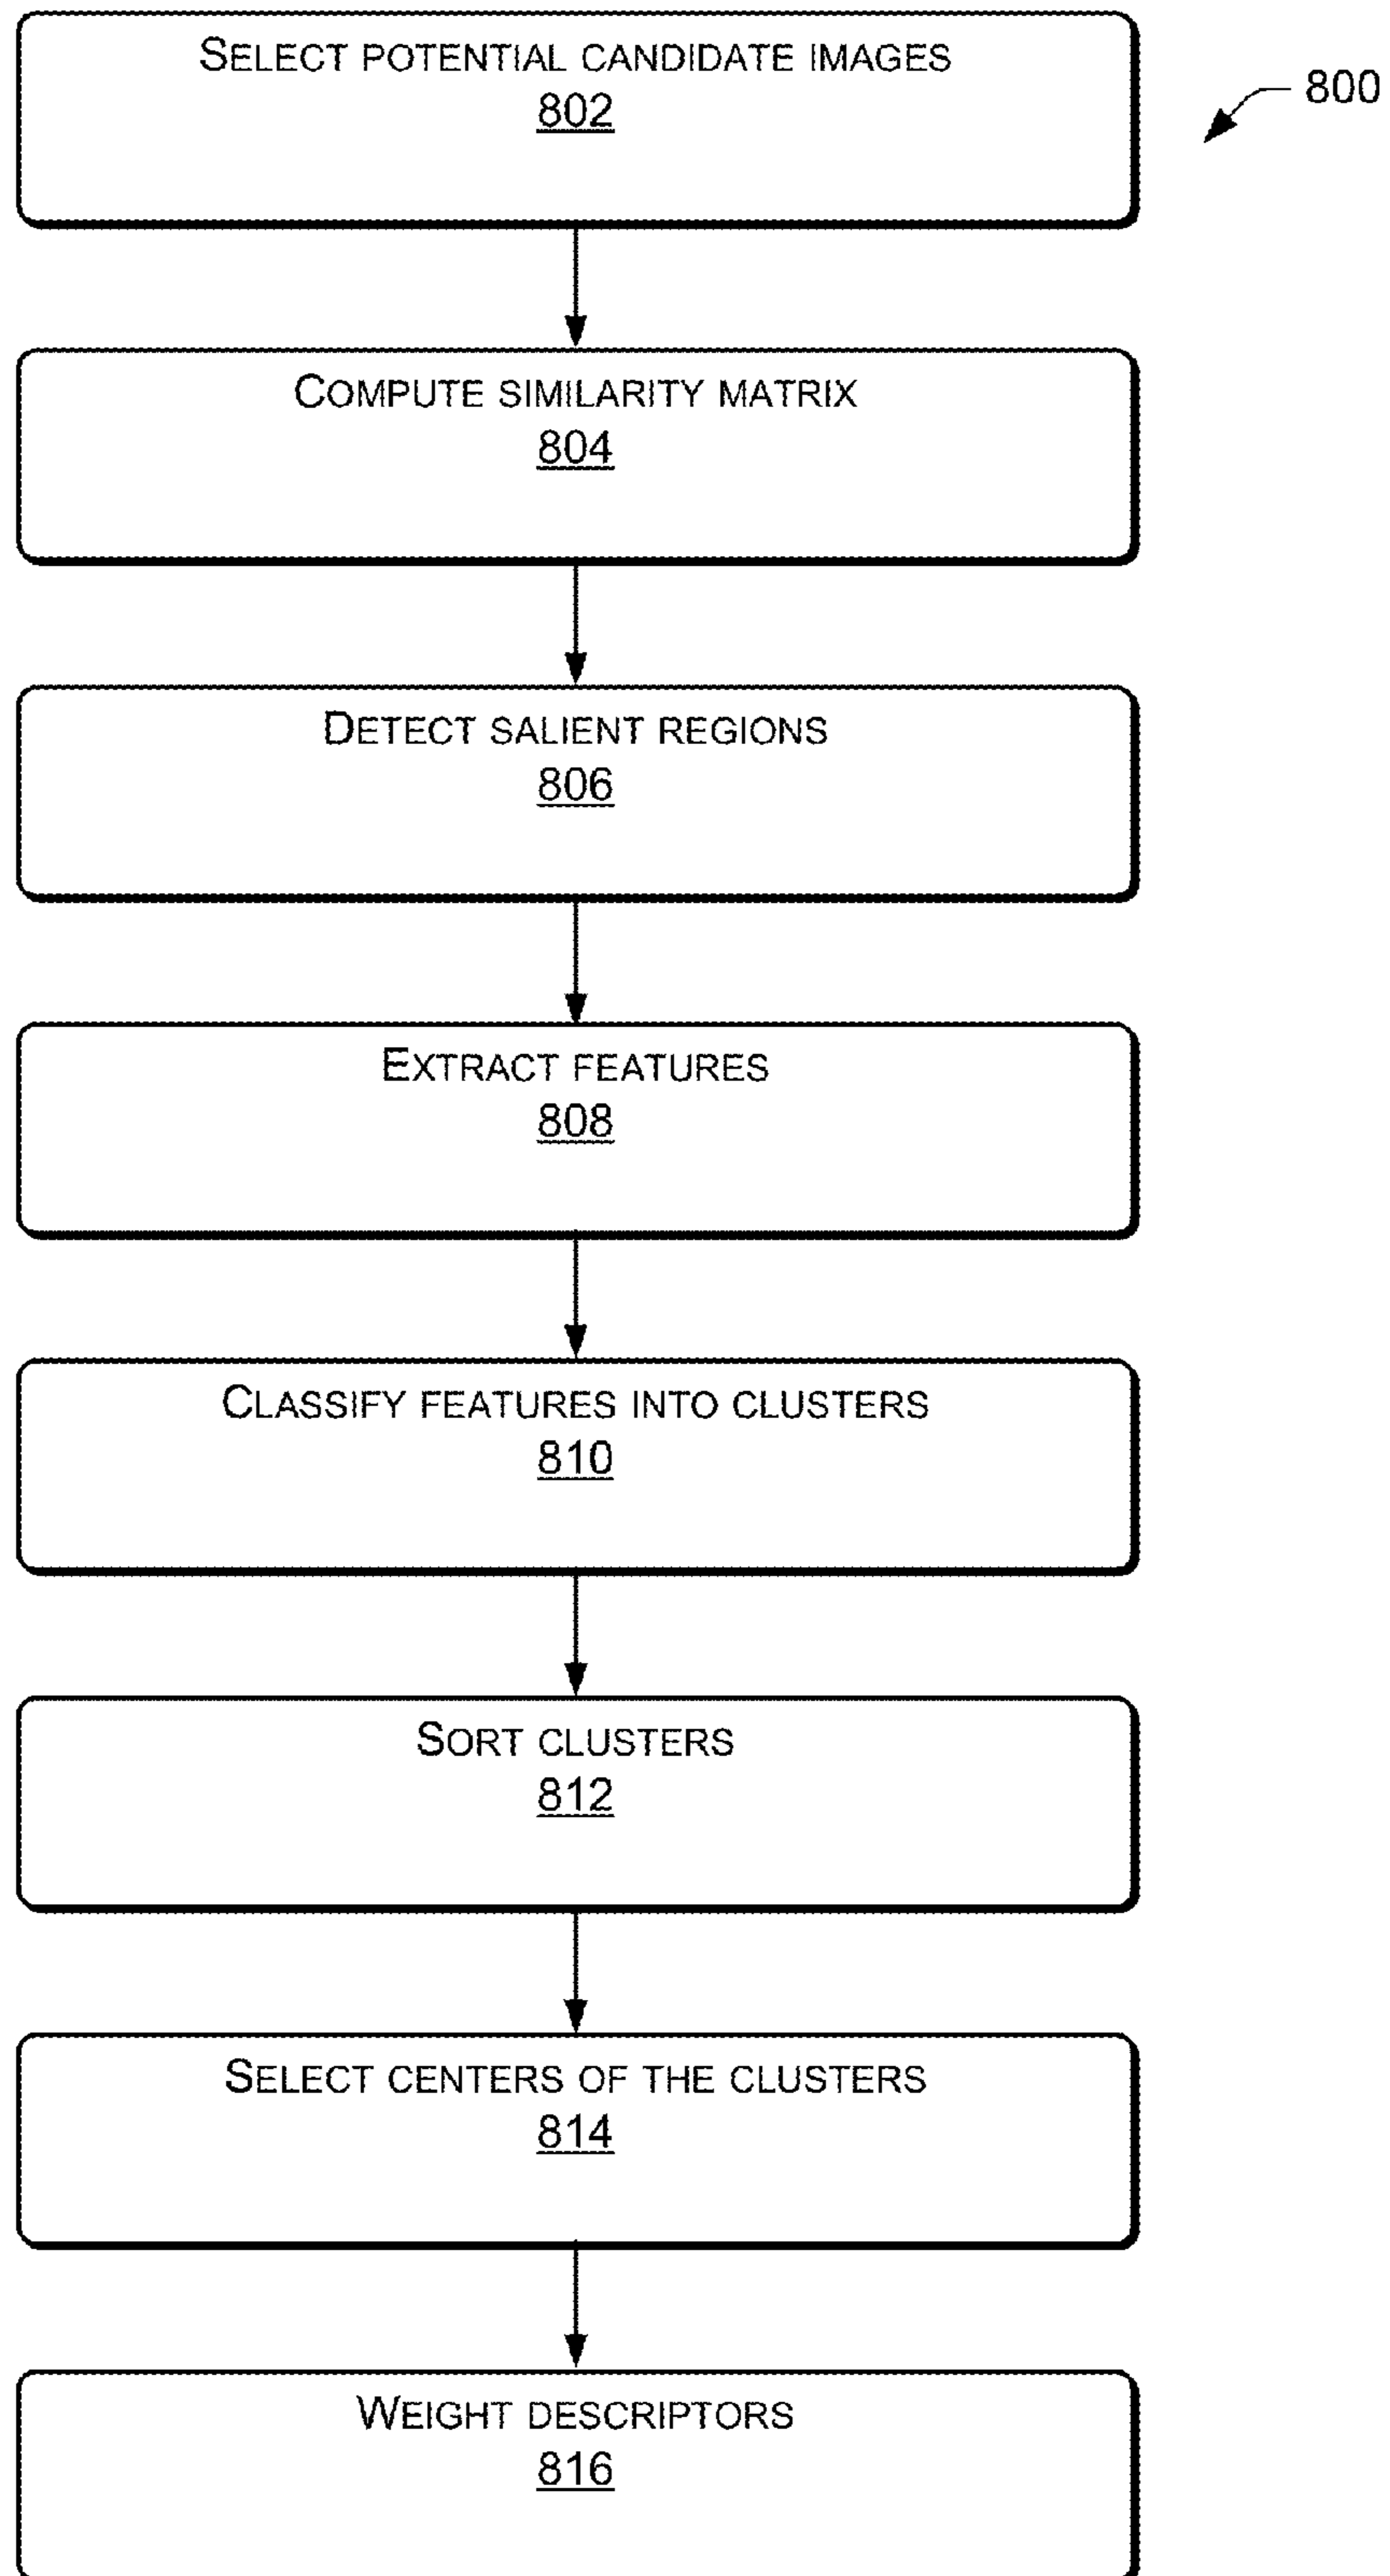 SELECT POTENTIAL CANDIDATE IMAGES
802
800
COMPUTE SIMILARITY MATRIX
804
DETECT SALIENT REGIONS
806
EXTRACT FEATURES
808
CLASSIFY FEATURES INTO CLUSTERS
810
SORT CLUSTERS
812
SELECT CENTERS OF THE CLUSTERS
814
WEIGHT DESCRIPTORS
816